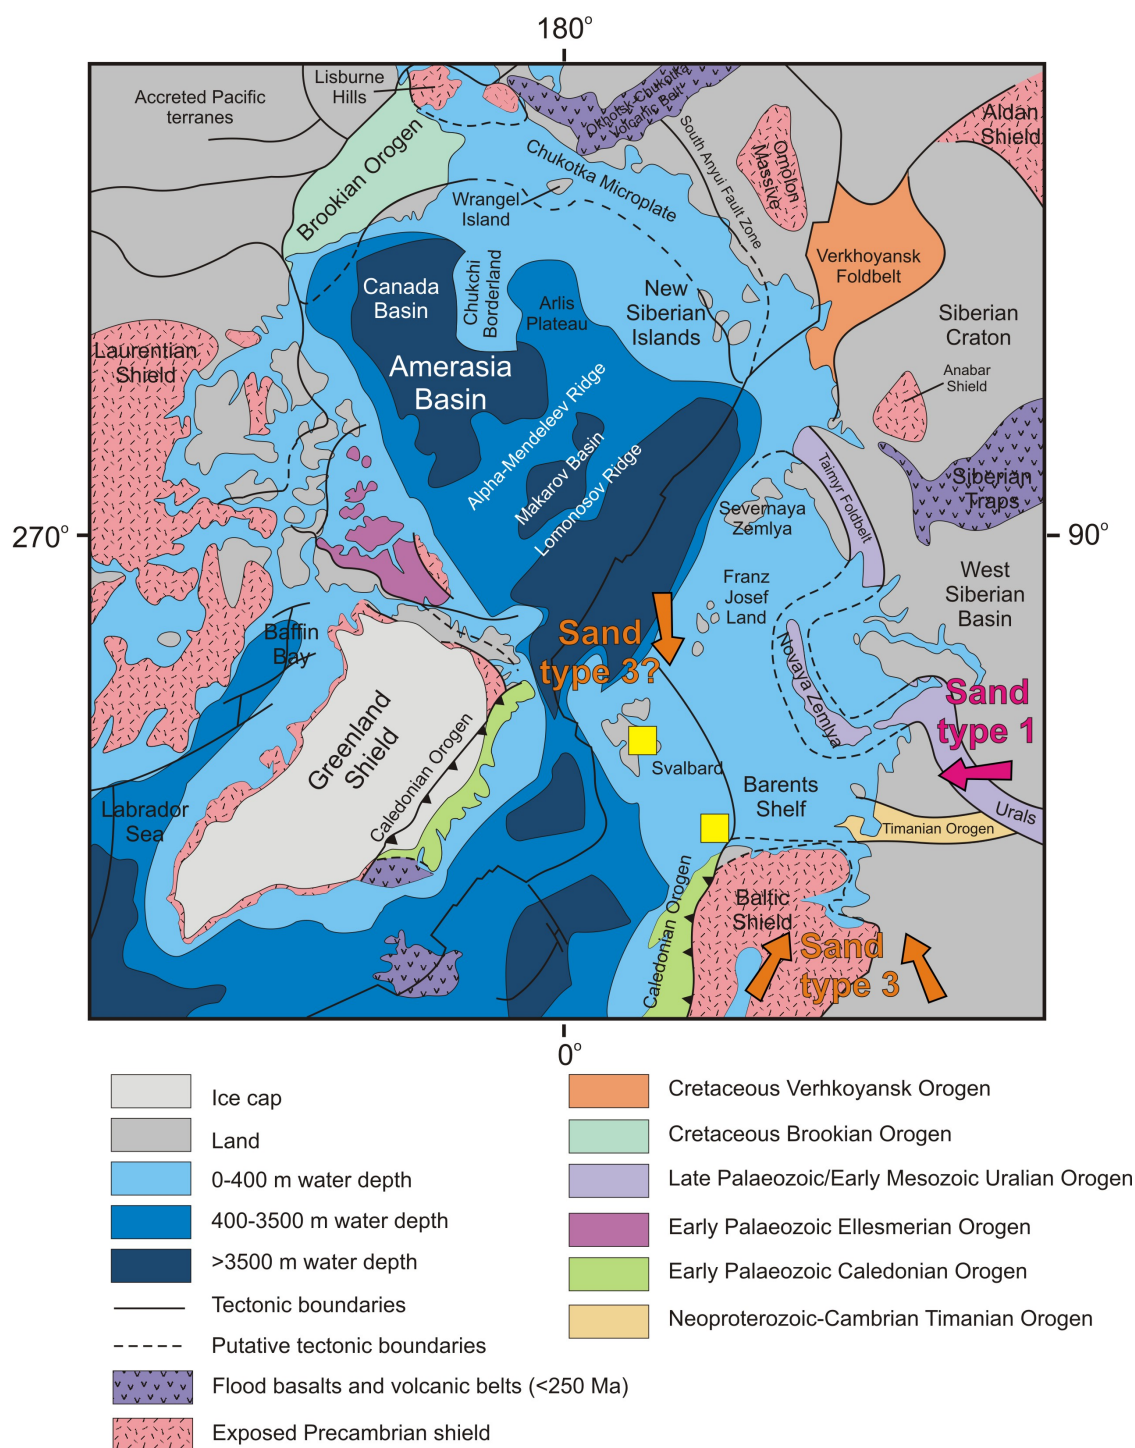 180°
Lisburne
Hills
Accreted Pacific
terranes
Okhotsk-Chukotka
Volcanic Belt
Aldan
Shield
South Anyui Fault Zone
Omolon
Massive
Brookian Orogen
Chukotka Microplate
Wrangel
Island
Verkhoyansk
Foldbelt
Canada
Basin
Chukchi
Borderland
Arlis
Plateau
New
Siberian
Islands
Siberian
Craton
Laurentian
Shield
Amerasia
Basin
Anabar
Shield
Alpha-Mendeleev Ridge
Makarov Basin
Lomonosov Ridge
Taimyr Foldbelt
Siberian
Traps
270°
90°
Severnaya
Zemlya
Franz
Josef
Land
West
Siberian
Basin
Baffin
Bay
Sand
type 3?
Novaya Zemlya
Sand
type 1
Greenland
Shield
Caledonian Orogen
Svalbard
Barents
Shelf
Labrador
Sea
Urals
Timanian Orogen
Caledonian Orogen
Baltic
Shield
Sand
type 3
0°
Ice cap
Land
0-400 m water depth
400-3500 m water depth
>3500 m water depth
Tectonic boundaries
Putative tectonic boundaries
Flood basalts and volcanic belts (<250 Ma)
Exposed Precambrian shield
Cretaceous Verhkoyansk Orogen
Cretaceous Brookian Orogen
Late Palaeozoic/Early Mesozoic Uralian Orogen
Early Palaeozoic Ellesmerian Orogen
Early Palaeozoic Caledonian Orogen
Neoproterozoic-Cambrian Timanian Orogen